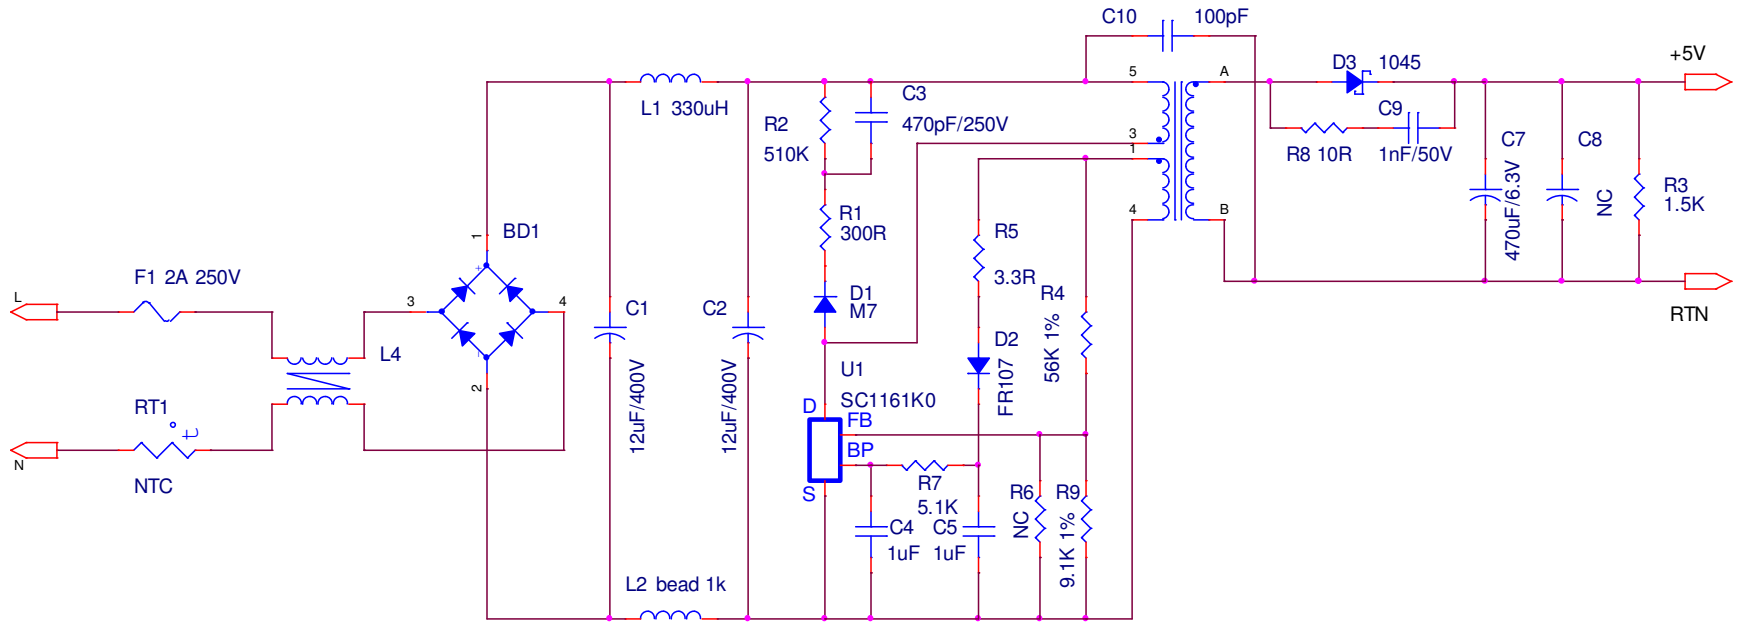 C10 100pF
+5V
D3 1045
5
A
L1 330uH
C3
470pF/250V
R2
510K
C9
R8 10R 1nF/50V
C7
470uF/6.3V
C8
NC
R3
1.5K
3
1
4
B
R1
300R
BD1
1
R5
3.3R
R4
56K 1%
F1 2A 250V
L
3
+
4
-
2
D1
M7
C1
12uF/400V
C2
12uF/400V
RTN
L4
D2
FR107
U1
SC1161K0
D
FB
BP
S
RT1
t
N
NTC
R7
5.1K
R6
NC
R9
9.1K 1%
C4
1uF
C5
1uF
L2 bead 1k